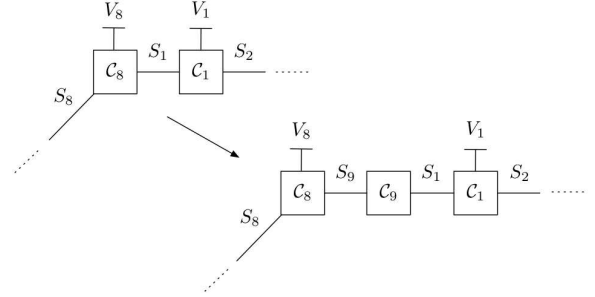 V₈ V₁
S₁ S₂
𝒞₈ 𝒞₁
S₈
V₈ V₁
S₉ S₁ S₂
𝒞₈ 𝒞₉ 𝒞₁
S₈